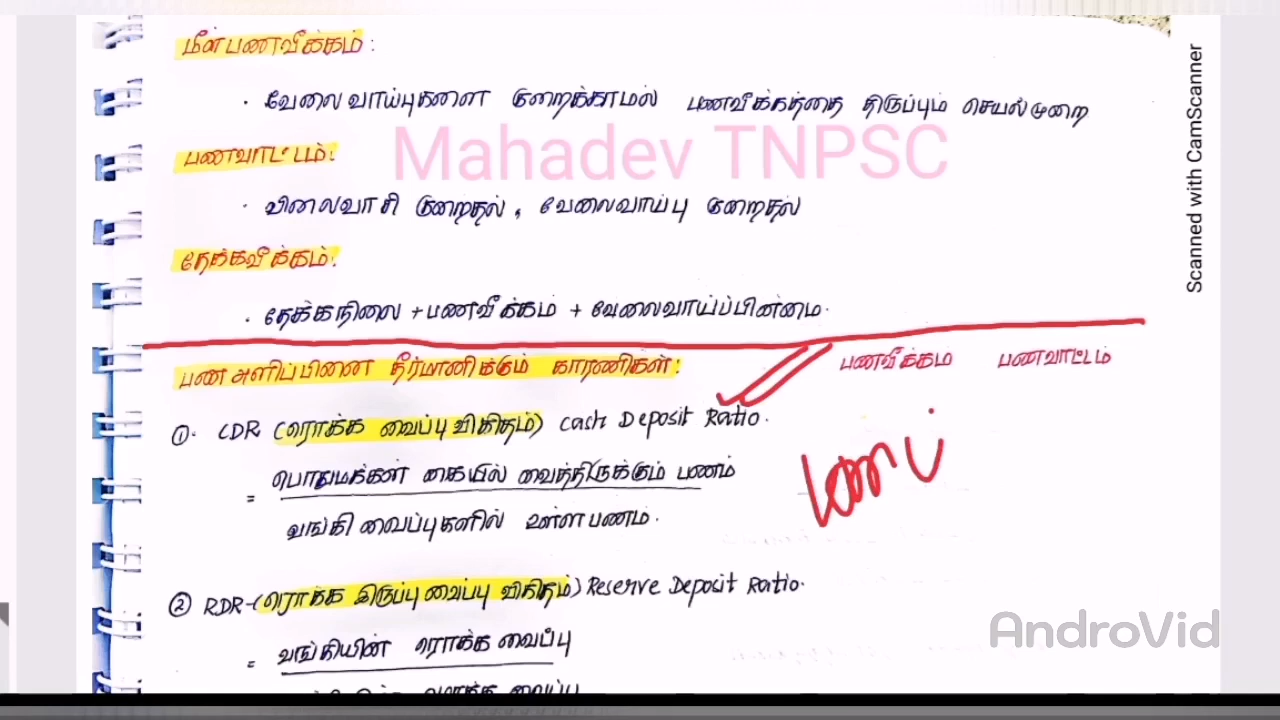 மீள்பணவீக்கம்:
· வேலை வாய்புகளை குறைக்காமல் பணவீக்கத்தை திருப்பும் செயல்முறை
Mahadev TNPSC
பணவாட்டம்:
· விலைவாசி குறைதல், வேலைவாய்பு குறைதல்
தேக்கவீக்கம்:
· தேக்கநிலை + பணவீக்கம் + வேலைவாய்ப்பின்மை.
பண அளிப்பினை தீர்மானிக்கும் காரணிகள்: பணவீக்கம் பணவாட்டம்
①. CDR (ரொக்க வைப்பு விகிதம்) Cash Deposit Ratio.
= பொதுமக்கள் கையில் வைத்திருக்கும் பணம்
வங்கி வைப்புகளில் உள்ள பணம்.
② RDR-(ரொக்க இருப்பு வைப்பு விகிதம்) Reserve Deposit Ratio.
= வங்கியின் ரொக்க வைப்பு
Scanned with CamScanner
AndroVid